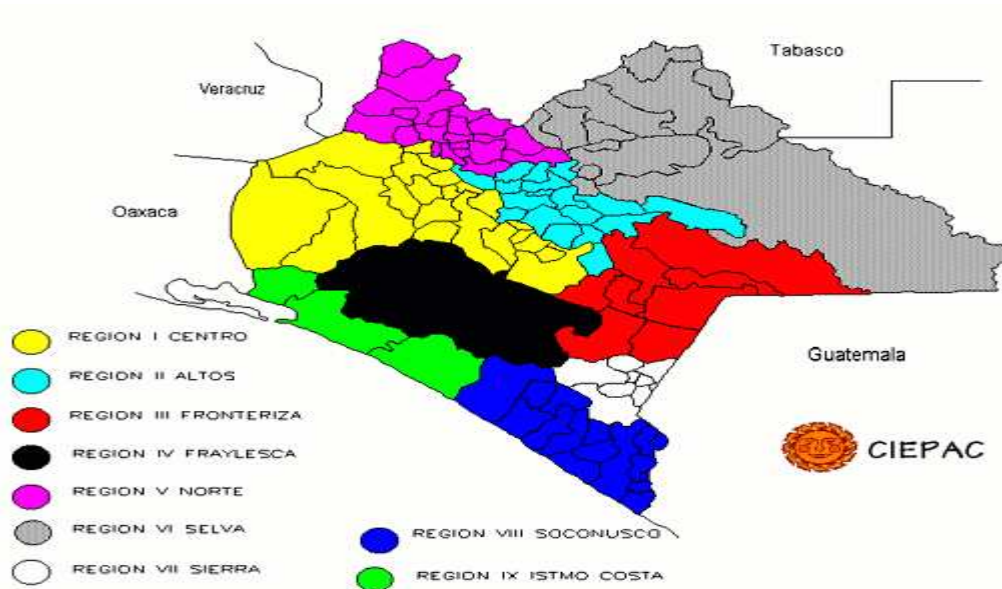 Tabasco
Veracruz
Oaxaca
Guatemala
REGION I CENTRO
REGION II ALTOS
REGION III FRONTERIZA
REGION IV FRAYLESCA
REGION V NORTE
REGION VI SELVA
REGION VII SIERRA
REGION VIII SOCONUSCO
REGION IX ISTMO COSTA
CIEPAC